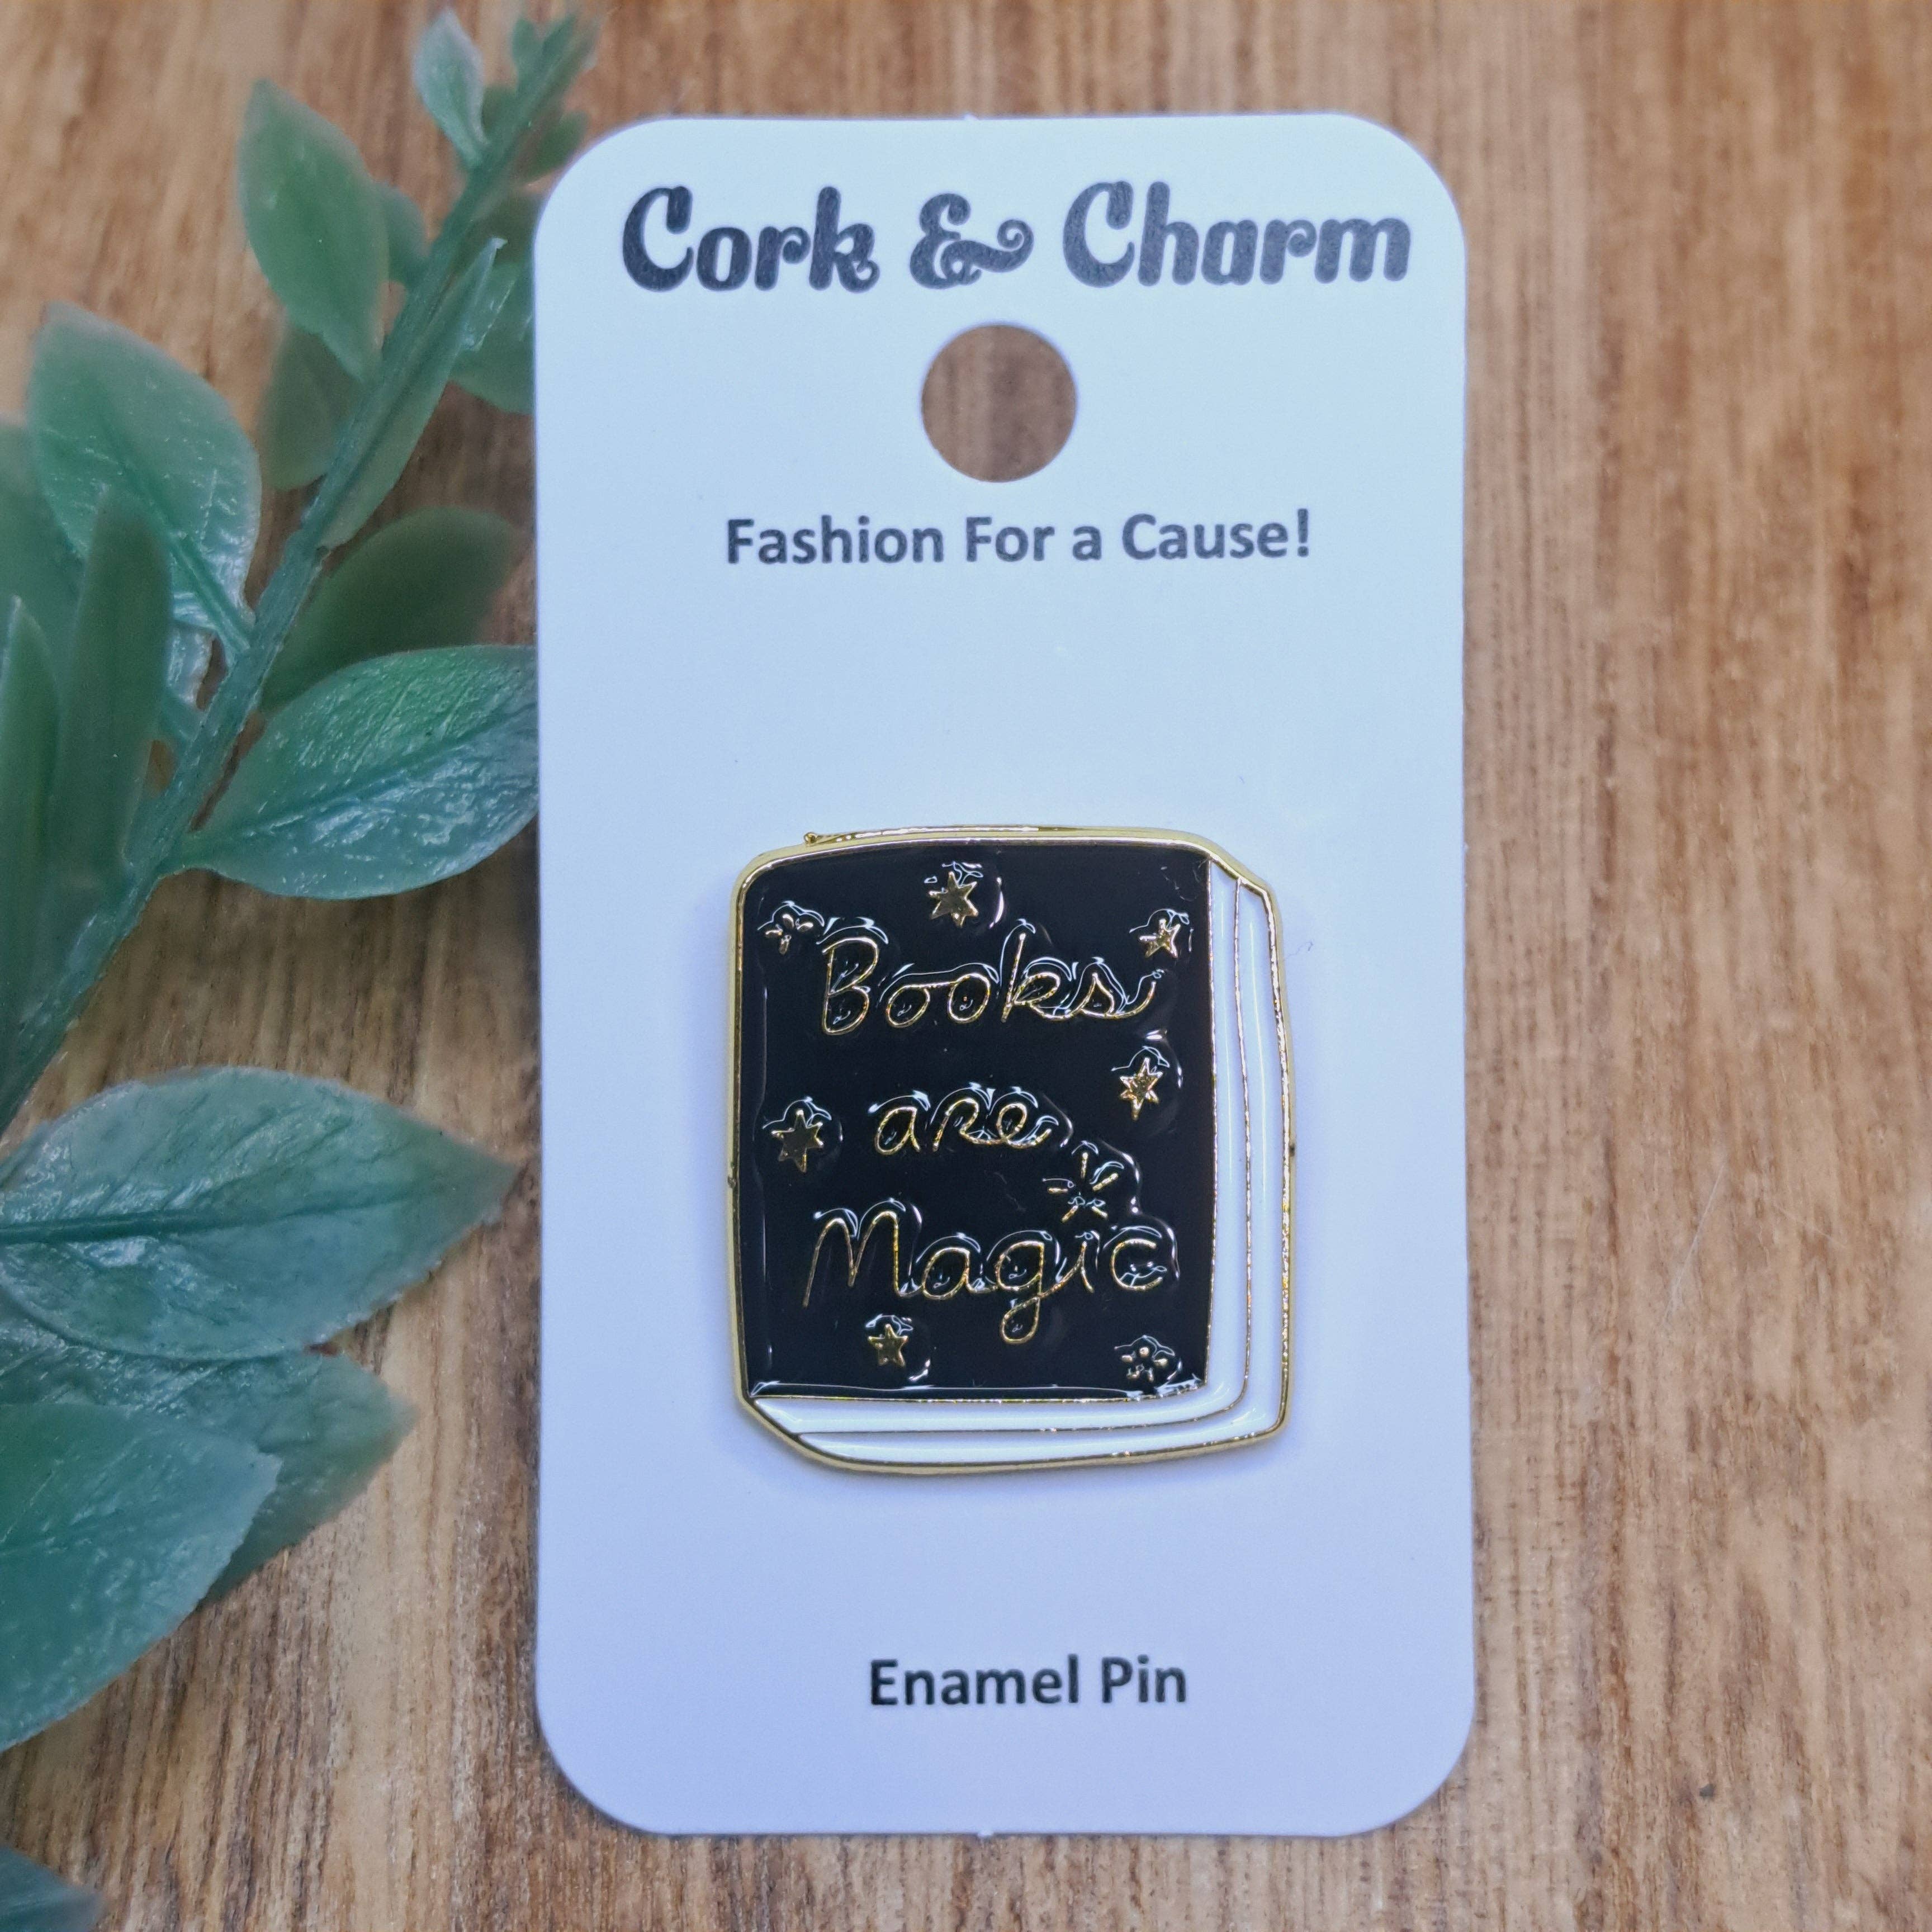 Cork & Charm
Fashion For a Cause!
Books
are
Magic
Enamel Pin